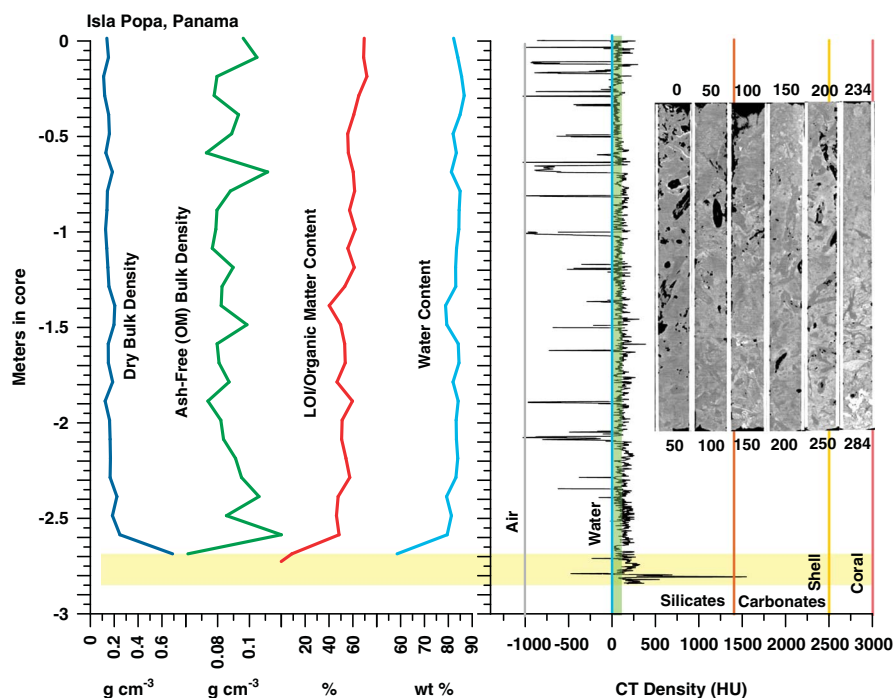 Isla Popa, Panama
Meters in core
0
-0.5
-1
-1.5
-2
-2.5
-3
Dry Bulk Density
Ash-Free (OM) Bulk Density
LOI/Organic Matter Content
Water Content
0
0.2
0.4
0.6
g cm-3
0.08
0.1
g cm-3
20
40
60
%
60
70
80
90
wt %
Air
Water
Silicates
Carbonates
Shell
Coral
-1000
-500
0
500
1000
1500
2000
2500
3000
CT Density (HU)
0 50 100 150 200 234
50 100 150 200 250 284